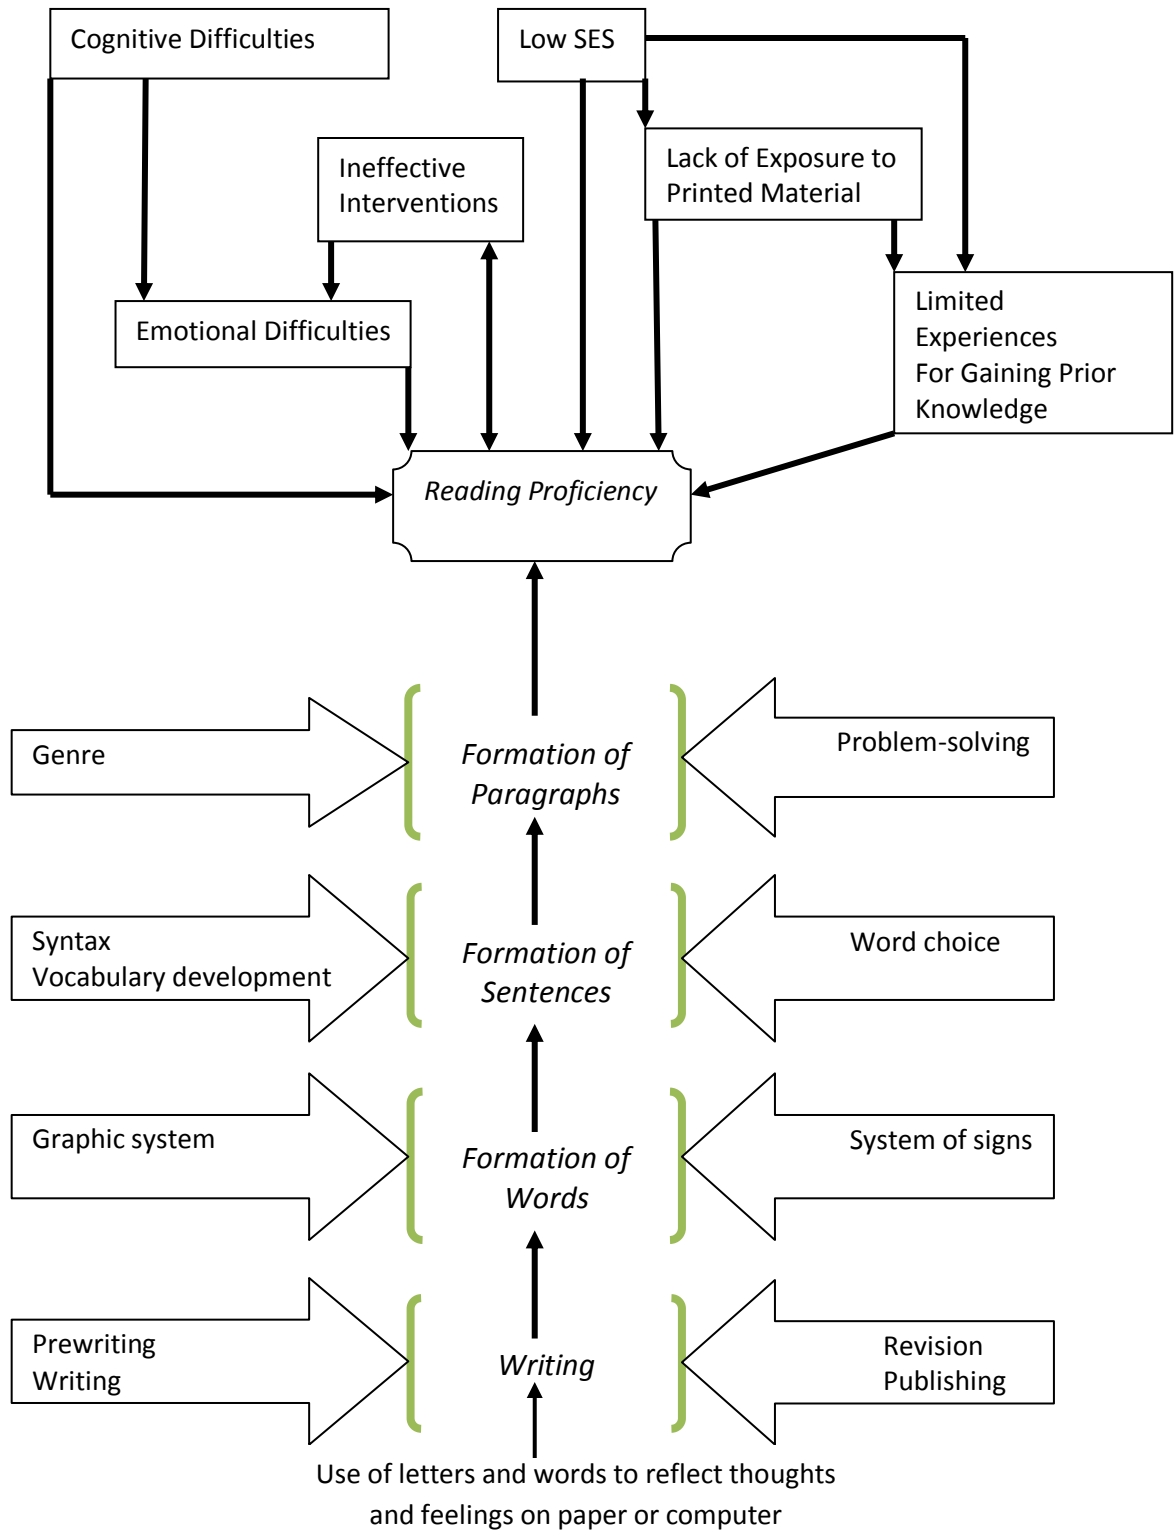 Cognitive Difficulties
Low SES
Ineffective
Interventions
Lack of Exposure to
Printed Material
Emotional Difficulties
Limited
Experiences
For Gaining Prior
Knowledge
Reading Proficiency
Genre
Formation of
Paragraphs
Problem-solving
Syntax
Vocabulary development
Formation of
Sentences
Word choice
Graphic system
Formation of
Words
System of signs
Prewriting
Writing
Writing
Revision
Publishing
Use of letters and words to reflect thoughts
and feelings on paper or computer